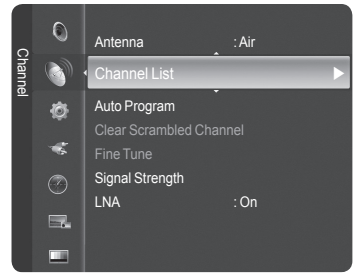 Channel
Antenna : Air
Channel List
Auto Program
Clear Scrambled Channel
Fine Tune
Signal Strength
LNA : On